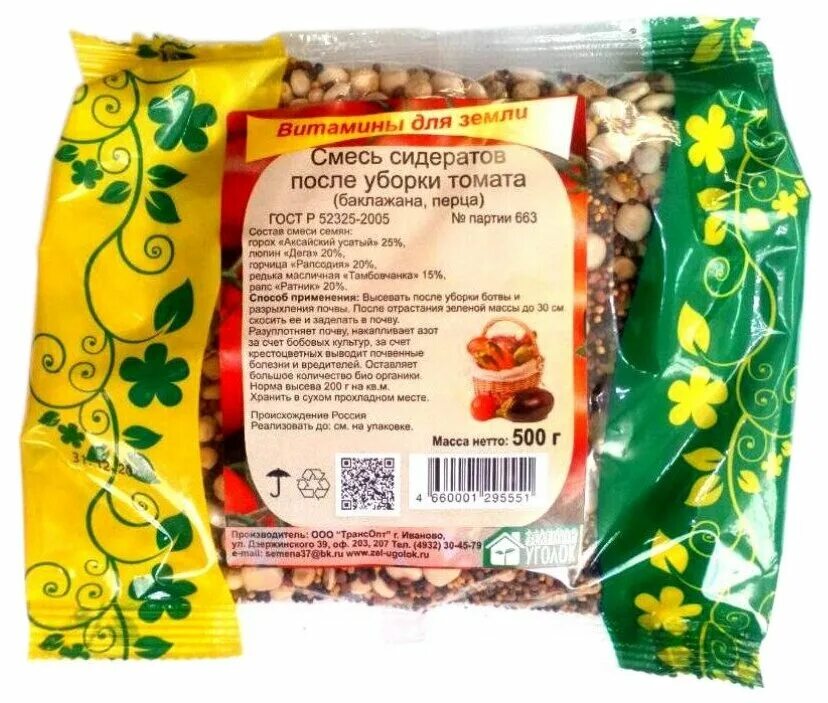 Витамины для земли
Смесь сидератов
после уборки томата
(баклажана, перца)
ГОСТ Р 52325-2005 № партии 663
Состав смеси семян:
горох «Аксайский усатый» 25%,
люпин «Дега» 20%,
горчица «Рапсодия» 20%,
редька масличная «Тамбовчанка» 15%,
рапс «Ратник» 20%.
Способ применения: Высевать после уборки ботвы и
разрыхления почвы. После отрастания зеленой массы до 30 см
скосить ее и заделать в почву.
Разуплотняет почву, накапливает азот
за счет бобовых культур, за счет
крестоцветных выводит почвенные
болезни и вредителей. Оставляет
большое количество био органики.
Норма высева 200 г на кв.м.
Хранить в сухом прохладном месте.
Происхождение Россия
Реализовать до: см. на упаковке.
Масса нетто: 500 г
31.12.20
4 660001 295551
Производитель: ООО "ТрансОпт" г. Иваново,
ул. Дзержинского 39, оф. 203, 207 Тел. (4932) 30-45-79
e-mail: semena37@bk.ru www.zel-ugolok.ru
УГОЛОК